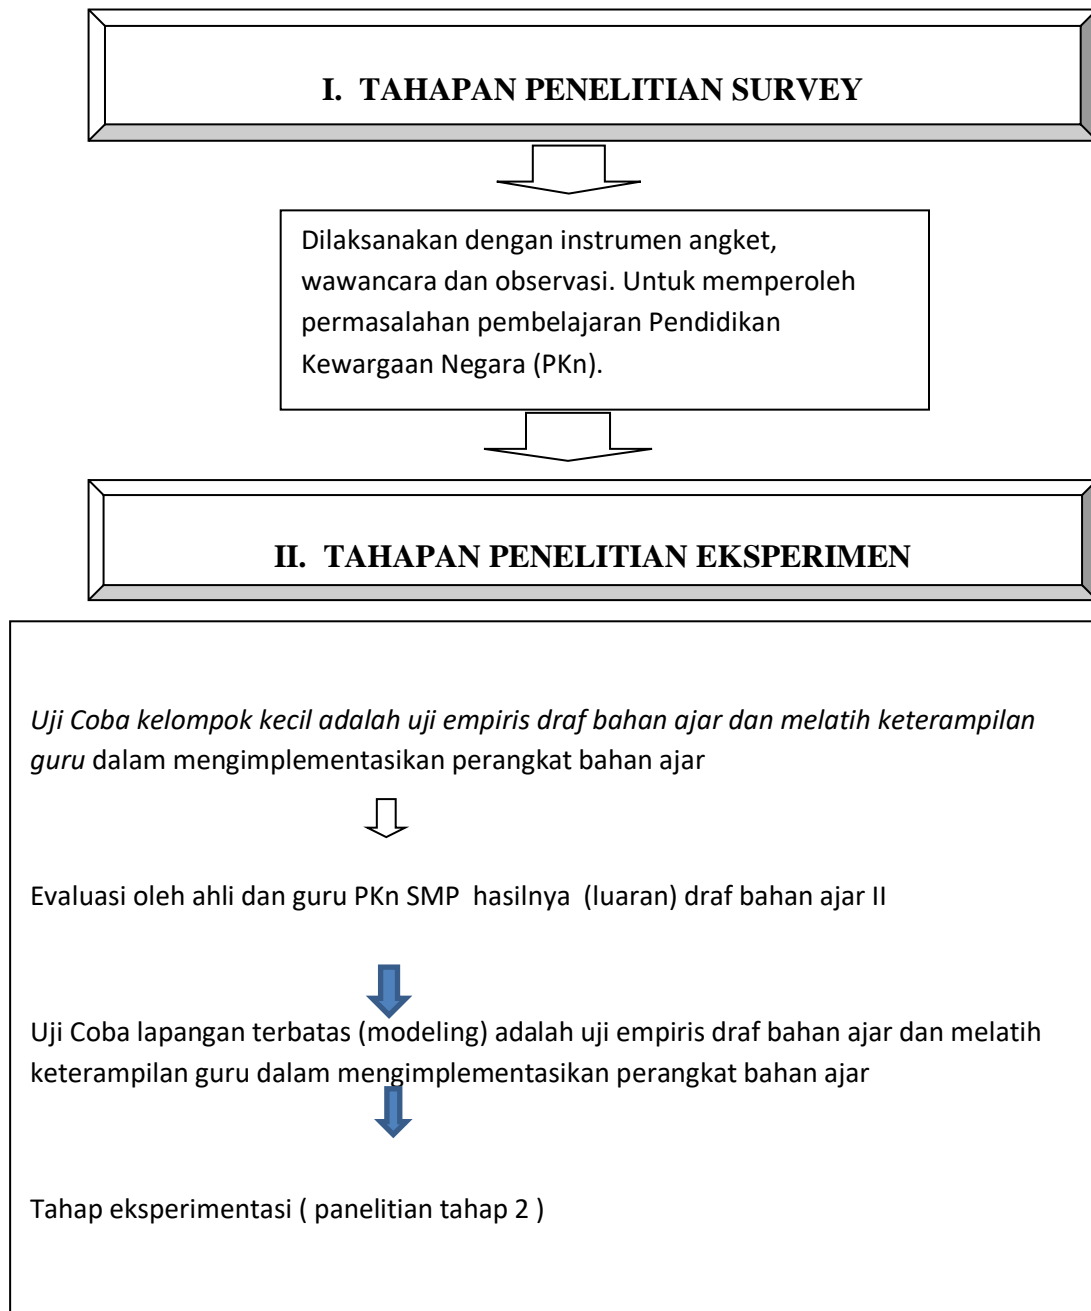 I. TAHAPAN PENELITIAN SURVEY
Dilaksanakan dengan instrumen angket,
wawancara dan observasi. Untuk memperoleh
permasalahan pembelajaran Pendidikan
Kewargaan Negara (PKn).
II. TAHAPAN PENELITIAN EKSPERIMEN
Uji Coba kelompok kecil adalah uji empiris draf bahan ajar dan melatih keterampilan
guru dalam mengimplementasikan perangkat bahan ajar
Evaluasi oleh ahli dan guru PKn SMP hasilnya (luaran) draf bahan ajar II
Uji Coba lapangan terbatas (modeling) adalah uji empiris draf bahan ajar dan melatih
keterampilan guru dalam mengimplementasikan perangkat bahan ajar
Tahap eksperimentasi ( panelitian tahap 2 )